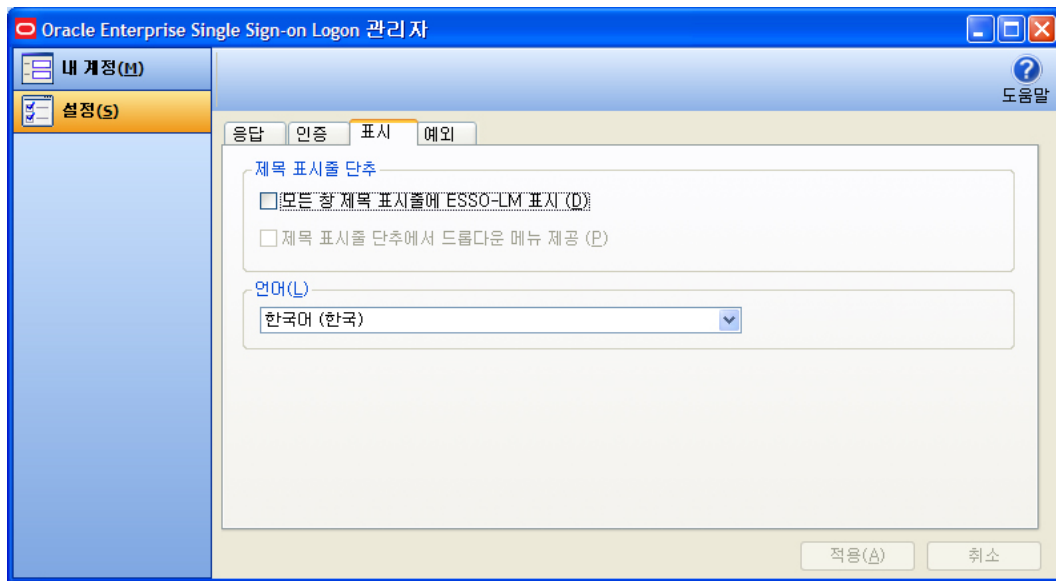 Oracle Enterprise Single Sign-on Logon 관리자
내 계정(M)
설정(S)
도움말
응답 인증 표시 예외
제목 표시줄 단추
모든 창 제목 표시줄에 ESSO-LM 표시 (D)
제목 표시줄 단추에서 드롭다운 메뉴 제공 (P)
언어(L)
한국어 (한국)
적용(A) 취소